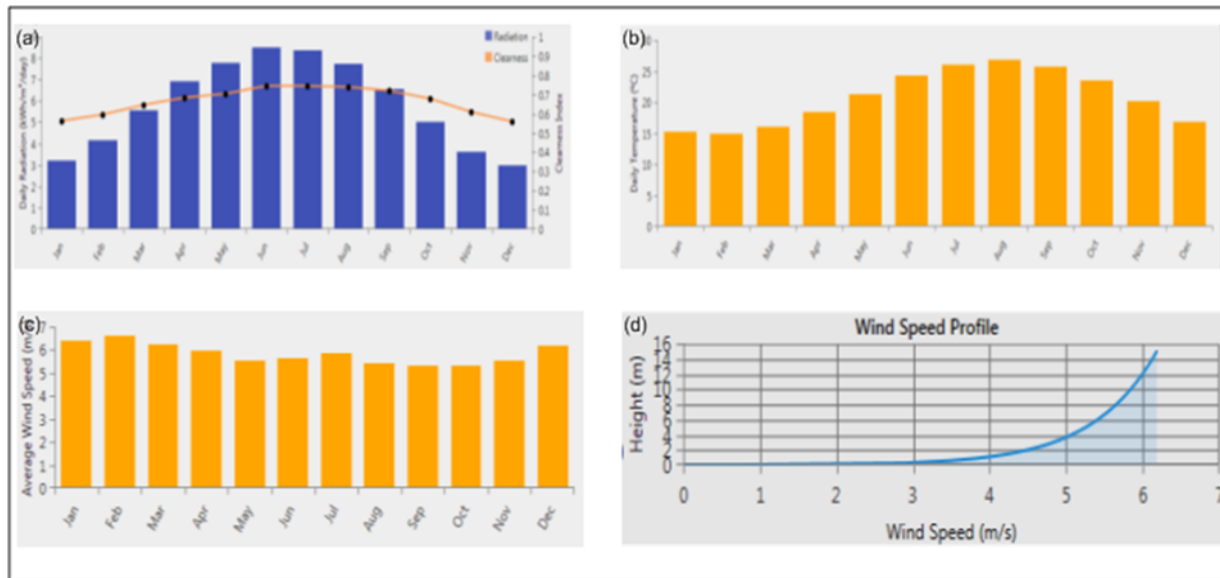 (a)
Radiation
Clearness
Daily Radiation (kWh/m²/day)
8
7
6
5
4
3
2
1
0
1
0.9
0.8
0.7
0.6
0.5
0.4
0.3
0.2
0.1
0
Clearness Index
Jan Feb Mar Apr May Jun Jul Aug Sep Oct Nov Dec
(b)
Daily Temperature (°C)
30
25
20
15
10
5
0
Jan Feb Mar Apr May Jun Jul Aug Sep Oct Nov Dec
(c)
Average Wind Speed (m/s)
7
6
5
4
3
2
1
0
Jan Feb Mar Apr May Jun Jul Aug Sep Oct Nov Dec
(d)
Wind Speed Profile
Height (m)
16
14
12
10
8
6
4
2
0
0 1 2 3 4 5 6 7
Wind Speed (m/s)